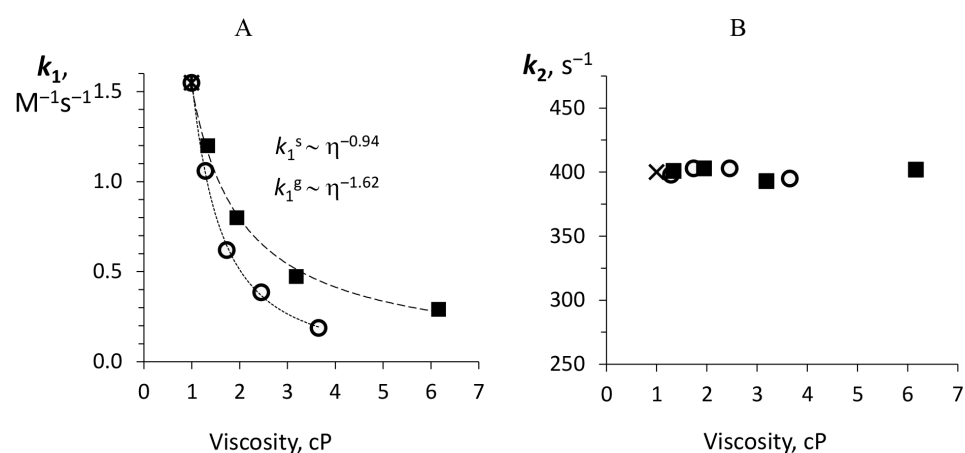 A
k₁,
M⁻¹s⁻¹
1.5
1.0
0.5
0.0
k₁ˢ ~ η⁻⁰·⁹⁴
k₁ᵍ ~ η⁻¹·⁶²
0 1 2 3 4 5 6 7
Viscosity, cP
B
k₂, s⁻¹
450
400
350
300
250
0 1 2 3 4 5 6 7
Viscosity, cP